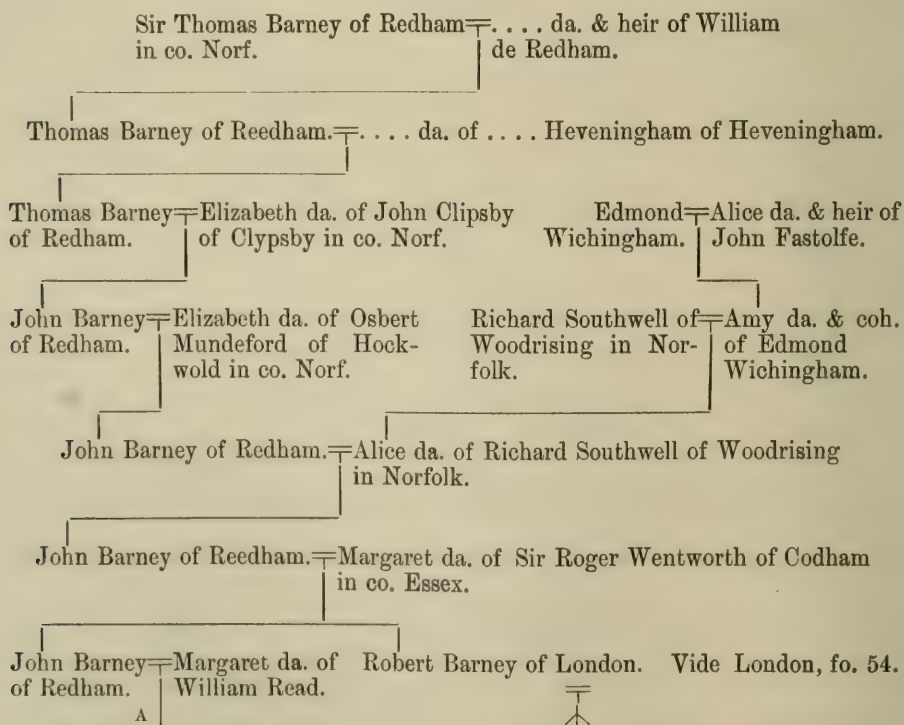 Sir Thomas Barney of Redham=. . . . da. & heir of William
in co. Norf. de Redham.
Thomas Barney of Reedham.=. . . . da. of . . . . Heveningham of Heveningham.
Thomas Barney=Elizabeth da. of John Clipsby
of Redham. of Clypsby in co. Norf.
Edmond=Alice da. & heir of
Wichingham. John Fastolfe.
John Barney=Elizabeth da. of Osbert
of Redham. Mundeford of Hock-
wold in co. Norf.
Richard Southwell of=Amy da. & coh.
Woodrising in Nor- of Edmond
folk. Wichingham.
John Barney of Redham.=Alice da. of Richard Southwell of Woodrising
in Norfolk.
John Barney of Reedham.=Margaret da. of Sir Roger Wentworth of Codham
in co. Essex.
John Barney=Margaret da. of
of Redham. William Read.
Robert Barney of London. Vide London, fo. 54.
A